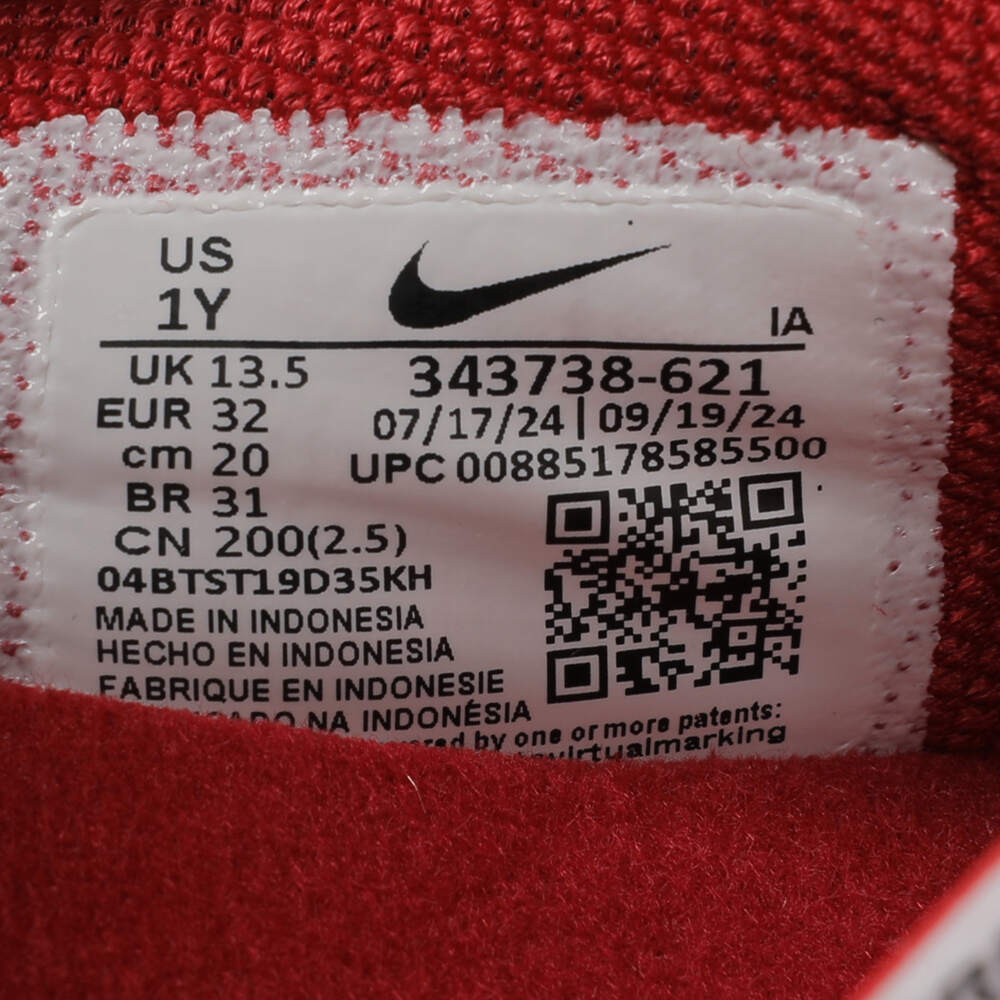 US
1Y
IA
UK 13.5
EUR 32
cm 20
BR 31
CN 200(2.5)
343738-621
07/17/24 | 09/19/24
UPC 00885178585500
04BTST19D35KH
MADE IN INDONESIA
HECHO EN INDONESIA
FABRIQUE EN INDONESIE
NA INDONÉSIA
by one or more patents: